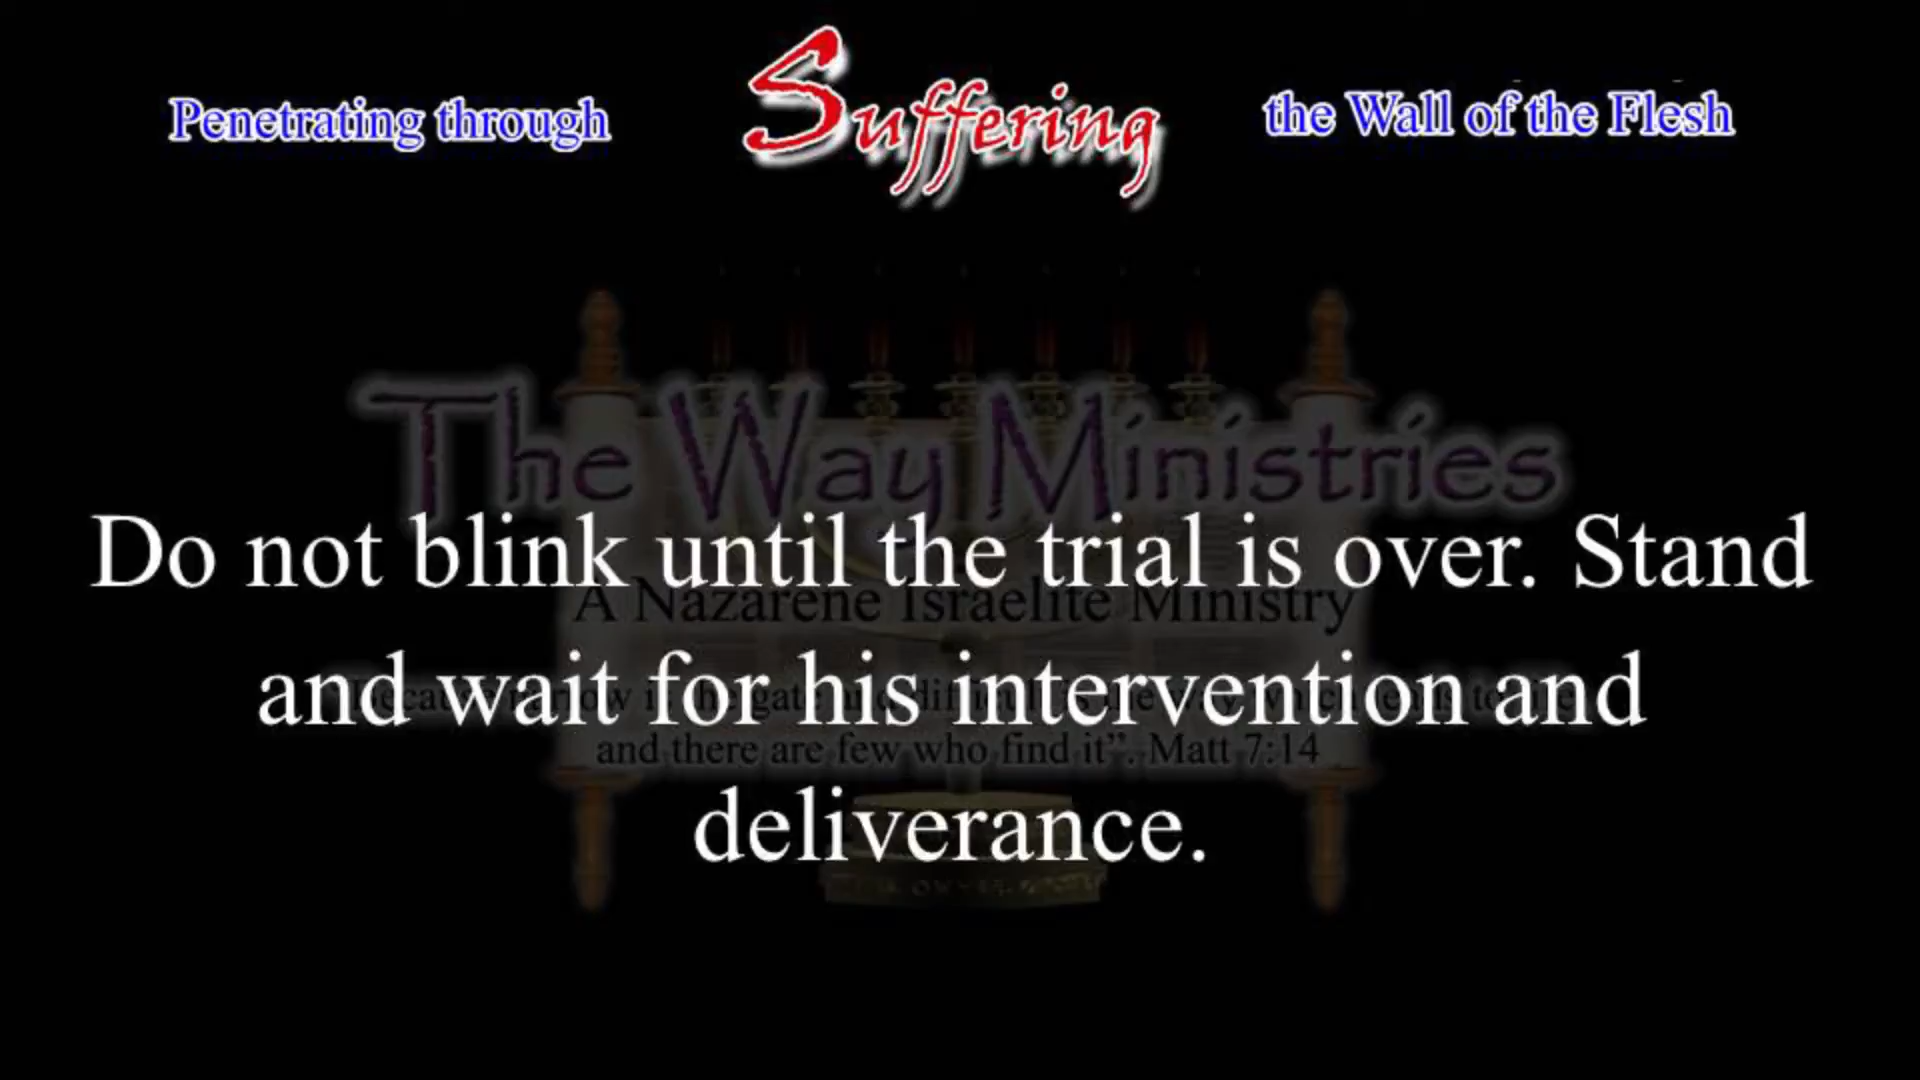 Suffering
Penetrating through
the Wall of the Flesh
The Way Ministries
Do not blink until the trial is over. Stand
A Nazarene Israelite Ministry
and wait for his intervention and
and there are few who find it". Matt 7:14
deliverance.